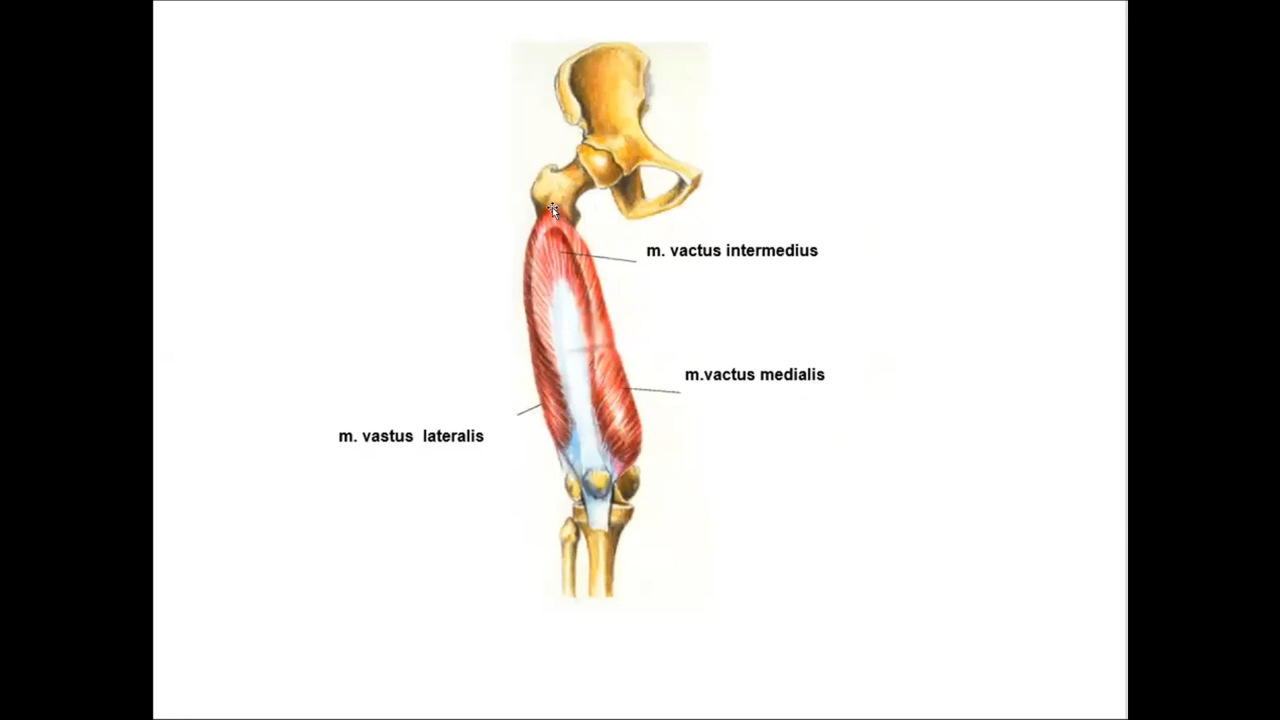 m. vactus intermedius
m.vactus medialis
m. vastus lateralis